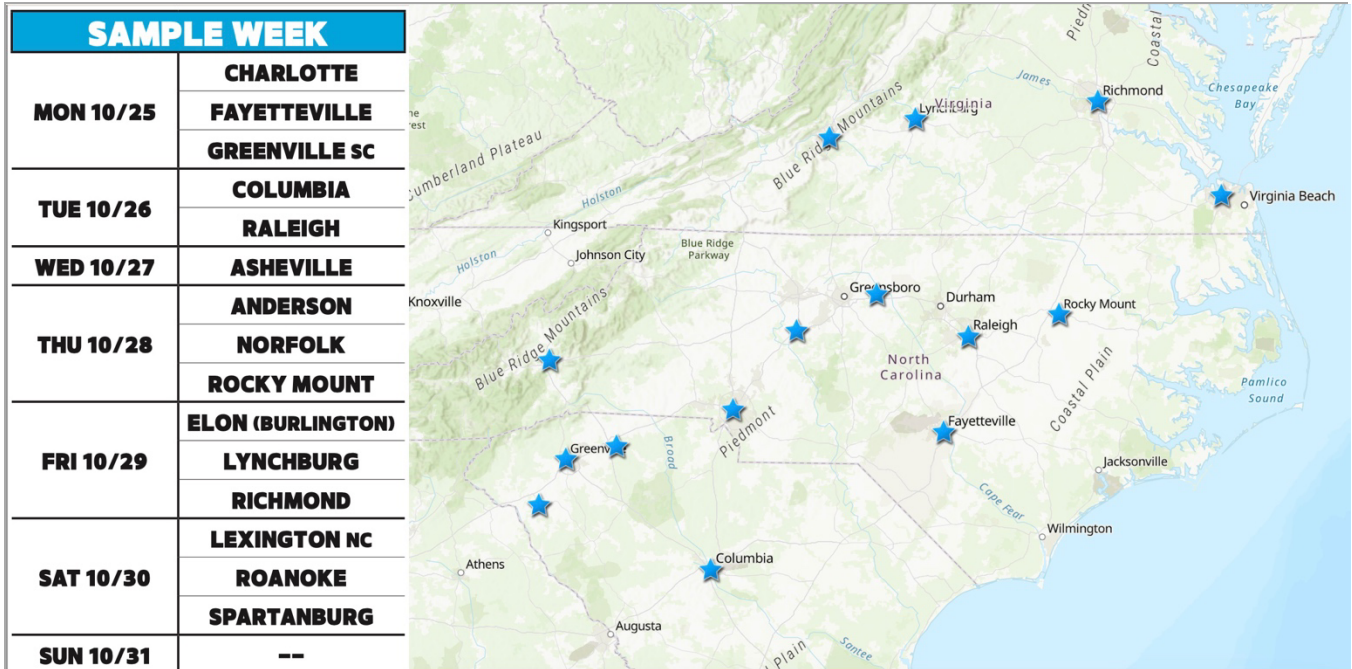 SAMPLE WEEK
MON 10/25
CHARLOTTE
FAYETTEVILLE
GREENVILLE SC
TUE 10/26
COLUMBIA
RALEIGH
WED 10/27
ASHEVILLE
THU 10/28
ANDERSON
NORFOLK
ROCKY MOUNT
FRI 10/29
ELON (BURLINGTON)
LYNCHBURG
RICHMOND
SAT 10/30
LEXINGTON NC
ROANOKE
SPARTANBURG
SUN 10/31
--
Coastal
James
Richmond
Chesapeake
Bay
Virginia
Lynchburg
Blue Ridge Mountains
Cumberland Plateau
Holston
Virginia Beach
Kingsport
Blue Ridge
Parkway
Johnson City
Holston
Knoxville
Greensboro
Durham
Rocky Mount
Raleigh
Blue Ridge Mountains
North
Carolina
Coastal Plain
Pamlico
Sound
Piedmont
Fayetteville
Greenville
Broad
Jacksonville
Cape Fear
Wilmington
Columbia
Athens
Augusta
Santee
Plain